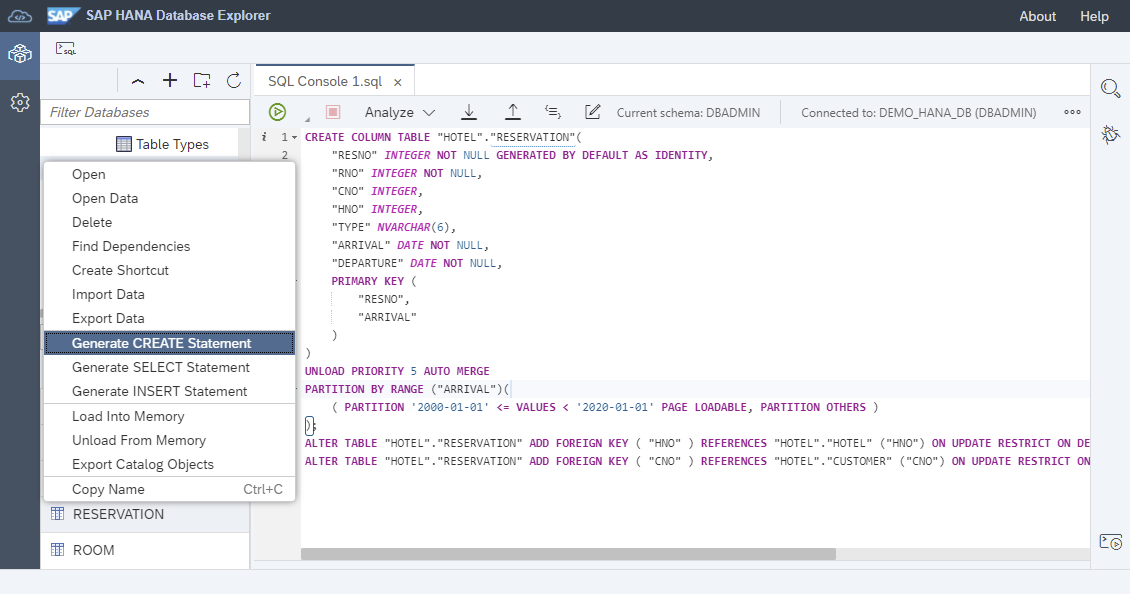 SAP SAP HANA Database Explorer About Help
SQL
SQL Console 1.sql ×
Filter Databases
Analyze Current schema: DBADMIN Connected to: DEMO_HANA_DB (DBADMIN)
Table Types
Open
Open Data
Delete
Find Dependencies
Create Shortcut
Import Data
Export Data
Generate CREATE Statement
Generate SELECT Statement
Generate INSERT Statement
Load Into Memory
Unload From Memory
Export Catalog Objects
Copy Name Ctrl+C
RESERVATION
ROOM
i 1 CREATE COLUMN TABLE "HOTEL"."RESERVATION"(
2 "RESNO" INTEGER NOT NULL GENERATED BY DEFAULT AS IDENTITY,
"RNO" INTEGER NOT NULL,
"CNO" INTEGER,
"HNO" INTEGER,
"TYPE" NVARCHAR(6),
"ARRIVAL" DATE NOT NULL,
"DEPARTURE" DATE NOT NULL,
PRIMARY KEY (
"RESNO",
"ARRIVAL"
)
)
UNLOAD PRIORITY 5 AUTO MERGE
PARTITION BY RANGE ("ARRIVAL")(
( PARTITION '2000-01-01' <= VALUES < '2020-01-01' PAGE LOADABLE, PARTITION OTHERS )
);
ALTER TABLE "HOTEL"."RESERVATION" ADD FOREIGN KEY ( "HNO" ) REFERENCES "HOTEL"."HOTEL" ("HNO") ON UPDATE RESTRICT ON DE
ALTER TABLE "HOTEL"."RESERVATION" ADD FOREIGN KEY ( "CNO" ) REFERENCES "HOTEL"."CUSTOMER" ("CNO") ON UPDATE RESTRICT ON